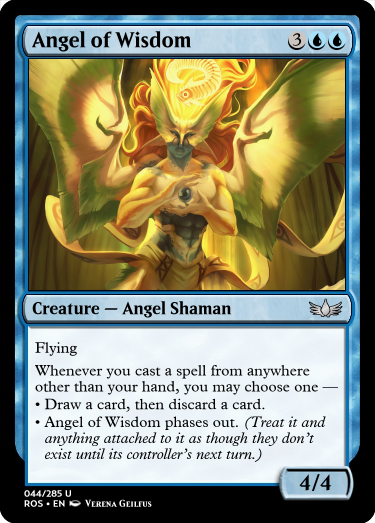 Angel of Wisdom 3
Creature — Angel Shaman
Flying
Whenever you cast a spell from anywhere
other than your hand, you may choose one —
• Draw a card, then discard a card.
• Angel of Wisdom phases out. (Treat it and
anything attached to it as though they don't
exist until its controller's next turn.)
4/4
044/285 U
ROS • EN Verena Geilfus